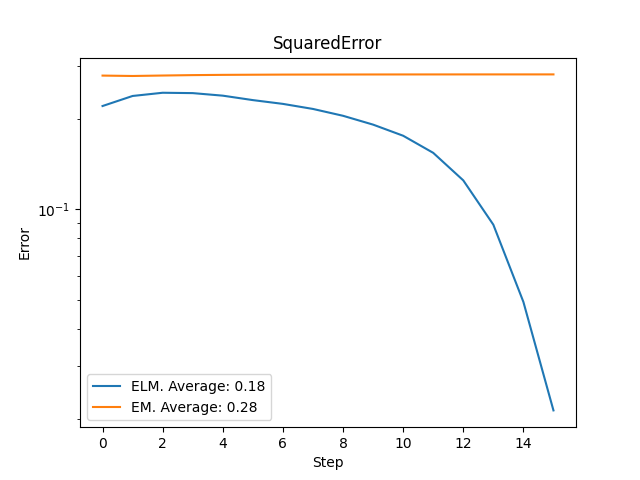 SquaredError
Error
10⁻¹
ELM. Average: 0.18
EM. Average: 0.28
0 2 4 6 8 10 12 14
Step